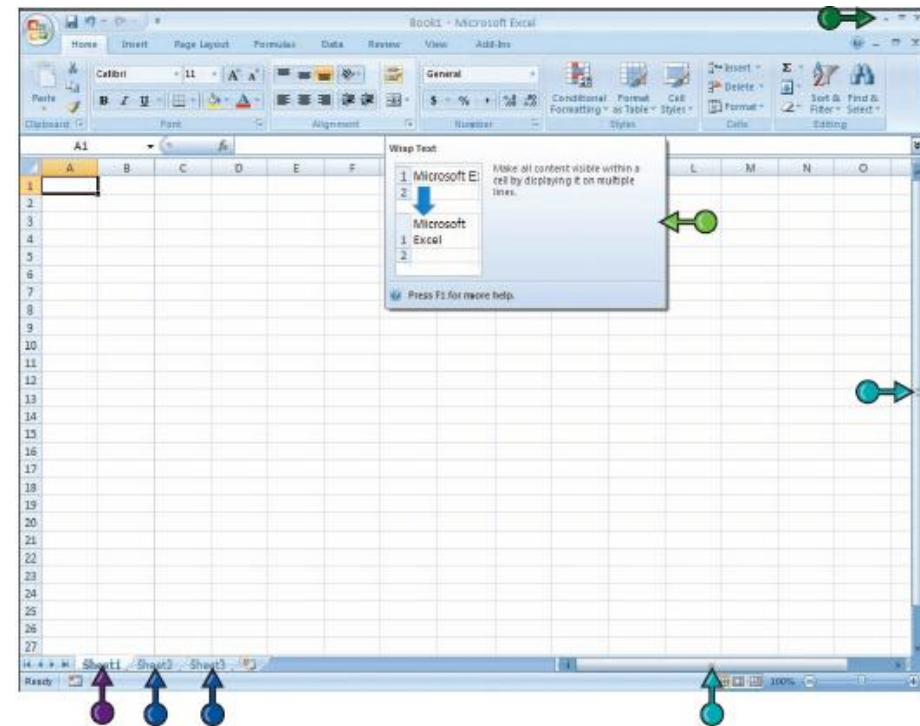 Book1 - Microsoft Excel
Home Insert Page Layout Formulas Data Review View Add-Ins
Calibri 11 A A General Insert Σ
Paste Delete
B I U A $ % , Conditional Format Cell Format Sort & Find &
Formatting as Table Styles Filter Select
Clipboard Font Alignment Number Styles Cells Editing
A1 fx
Wrap Text
Make all content visible within a
cell by displaying it on multiple
lines.
1 Microsoft E:
2
Microsoft
1 Excel
2
Press F1 for more help.
A B C D E F L M N O
1
2
3
4
5
6
7
8
9
10
11
12
13
14
15
16
17
18
19
20
21
22
23
24
25
26
27
Sheet1 Sheet2 Sheet3
Ready 100%